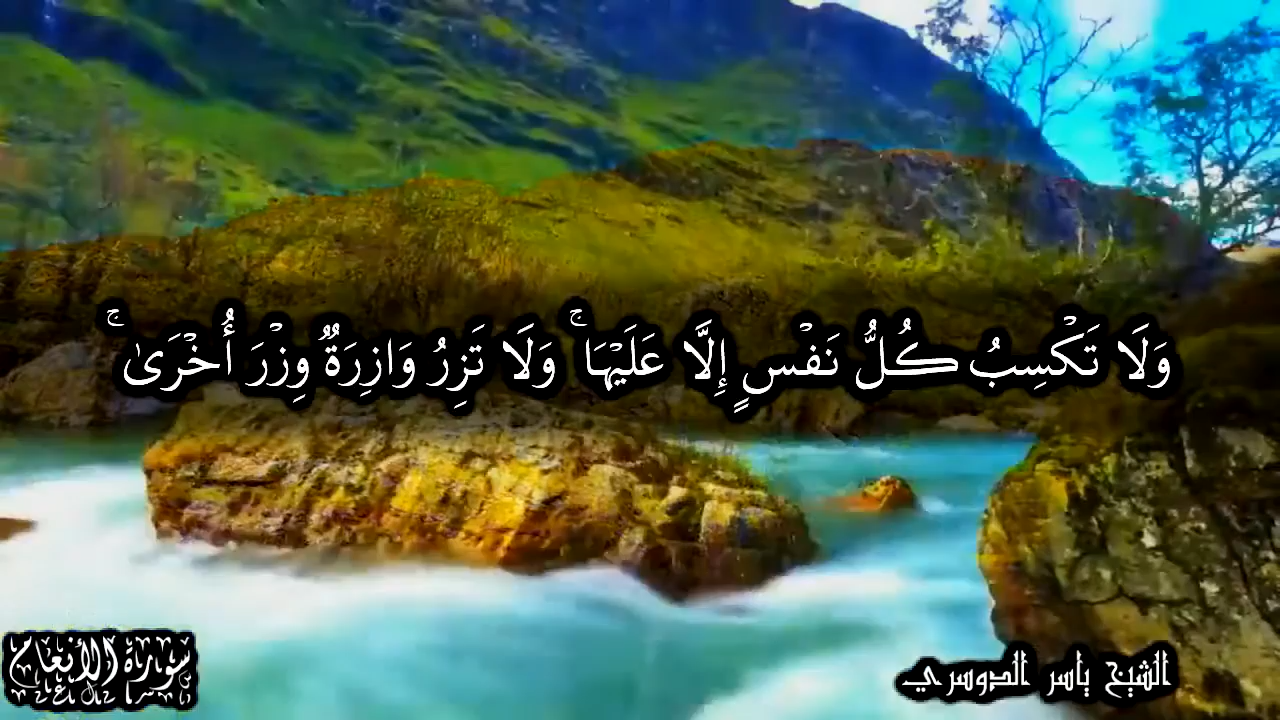 وَلَا تَكْسِبُ كُلُّ نَفْسٍ إِلَّا عَلَيْهَا ۚ وَلَا تَزِرُ وَازِرَةٌ وِزْرَ أُخْرَىٰ ۚ
الشيخ ياسر الدوسري
سورة الأنعام